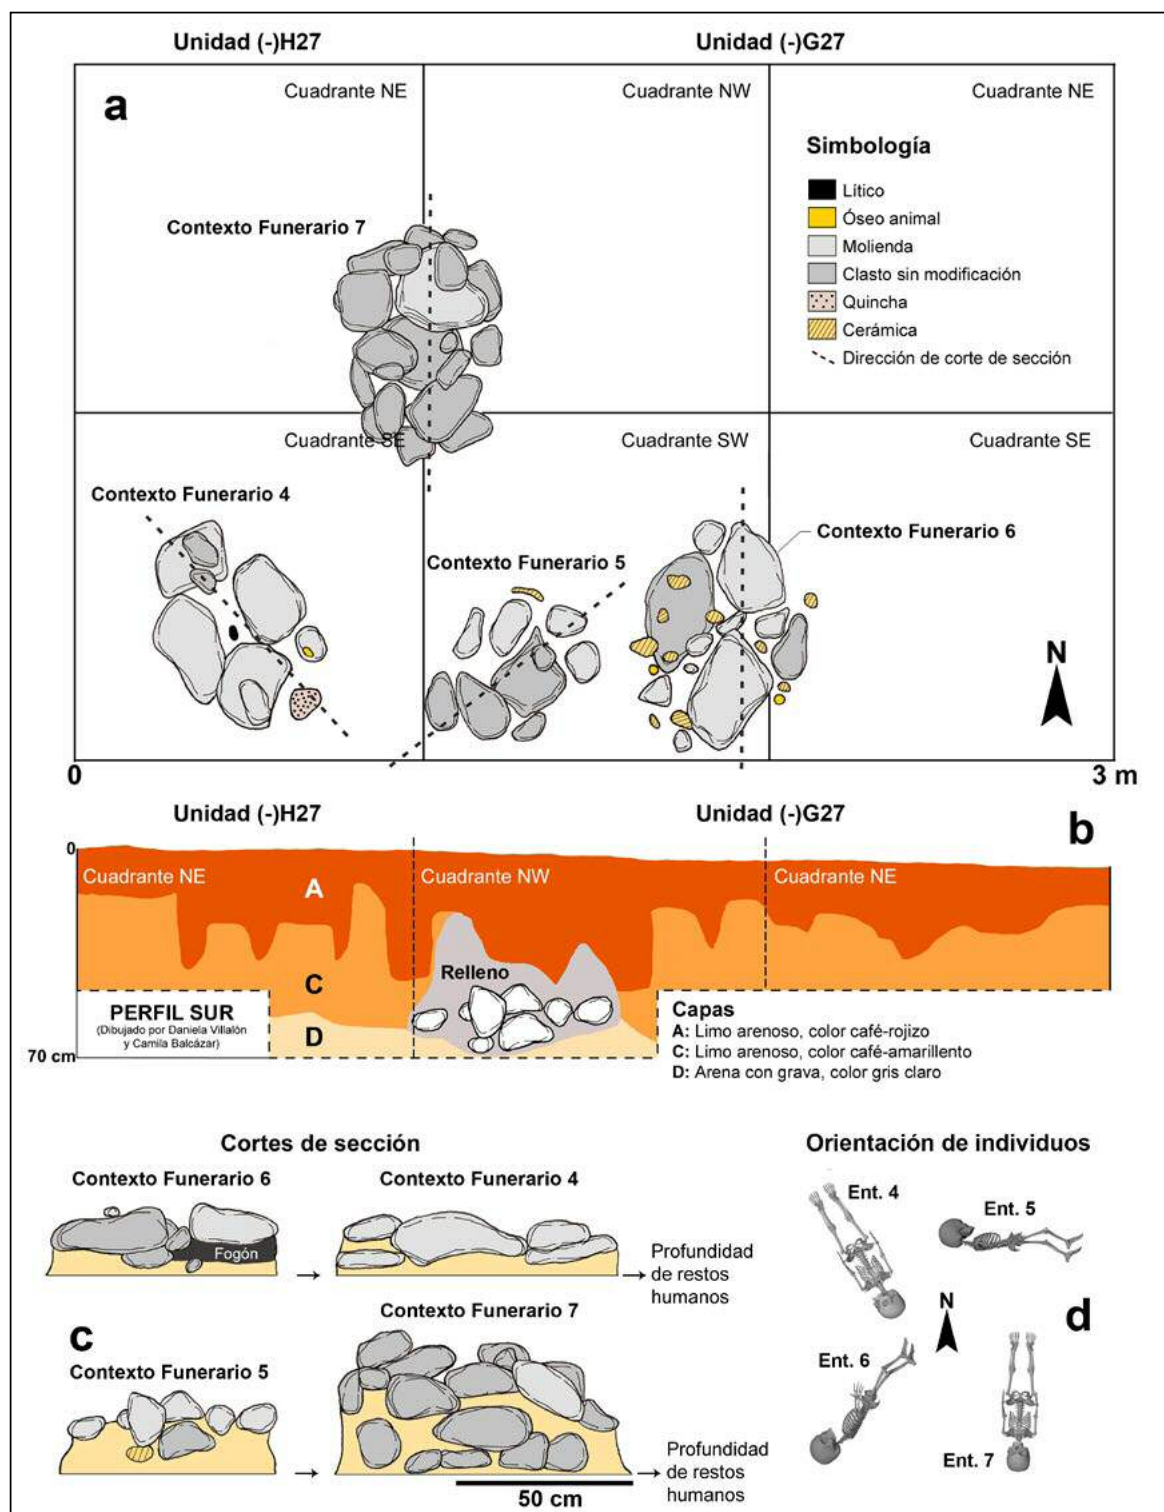 Unidad (-)H27
Unidad (-)G27
a
Cuadrante NE
Cuadrante NW
Cuadrante NE
Simbología
Lítico
Óseo animal
Molienda
Clasto sin modificación
Quincha
Cerámica
Dirección de corte de sección
Contexto Funerario 7
Cuadrante SE
Cuadrante SW
Cuadrante SE
Contexto Funerario 4
Contexto Funerario 5
Contexto Funerario 6
N
0
3 m
Unidad (-)H27
Unidad (-)G27
b
0
Cuadrante NE
Cuadrante NW
Cuadrante NE
A
Relleno
C
D
PERFIL SUR
(Dibujado por Daniela Villalón
y Camila Balcázar)
70 cm
Capas
A: Limo arenoso, color café-rojizo
C: Limo arenoso, color café-amarillento
D: Arena con grava, color gris claro
Cortes de sección
Contexto Funerario 6
Contexto Funerario 4
Fogón
Profundidad
de restos
humanos
c
Contexto Funerario 5
Contexto Funerario 7
Profundidad
de restos
humanos
50 cm
Orientación de individuos
Ent. 4
Ent. 5
N
d
Ent. 6
Ent. 7